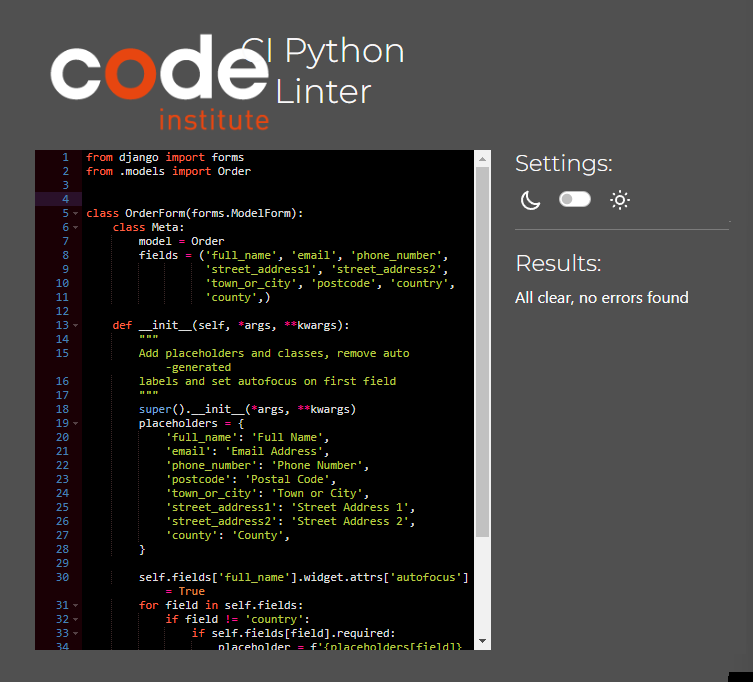 code
institute
CI Python
Linter
1 from django import forms
2 from .models import Order
3
4
5 class OrderForm(forms.ModelForm):
6     class Meta:
7         model = Order
8         fields = ('full_name', 'email', 'phone_number',
9                   'street_address1', 'street_address2',
10                   'town_or_city', 'postcode', 'country',
11                   'county',)
12
13     def __init__(self, *args, **kwargs):
14         """
15         Add placeholders and classes, remove auto
            -generated
16         labels and set autofocus on first field
17         """
18         super().__init__(*args, **kwargs)
19         placeholders = {
20             'full_name': 'Full Name',
21             'email': 'Email Address',
22             'phone_number': 'Phone Number',
23             'postcode': 'Postal Code',
24             'town_or_city': 'Town or City',
25             'street_address1': 'Street Address 1',
26             'street_address2': 'Street Address 2',
27             'county': 'County',
28         }
29
30         self.fields['full_name'].widget.attrs['autofocus']
            = True
31         for field in self.fields:
32             if field != 'country':
33                 if self.fields[field].required:
34                     placeholder = f'{placeholders[field]}
Settings:
Results:
All clear, no errors found